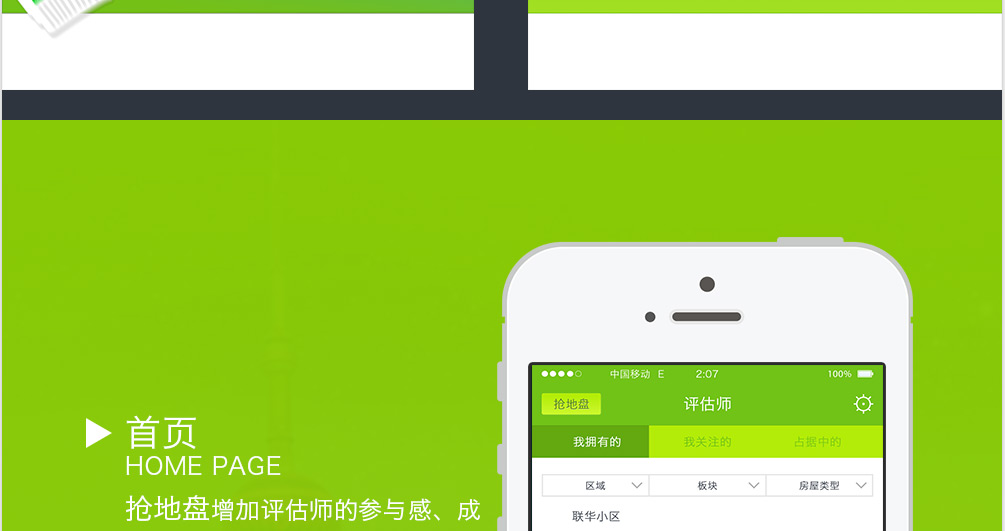 首页
HOME PAGE
抢地盘增加评估师的参与感、成
中国移动 E 2:07 100%
抢地盘 评估师
我拥有的 我关注的 占据中的
区域 板块 房屋类型
联华小区